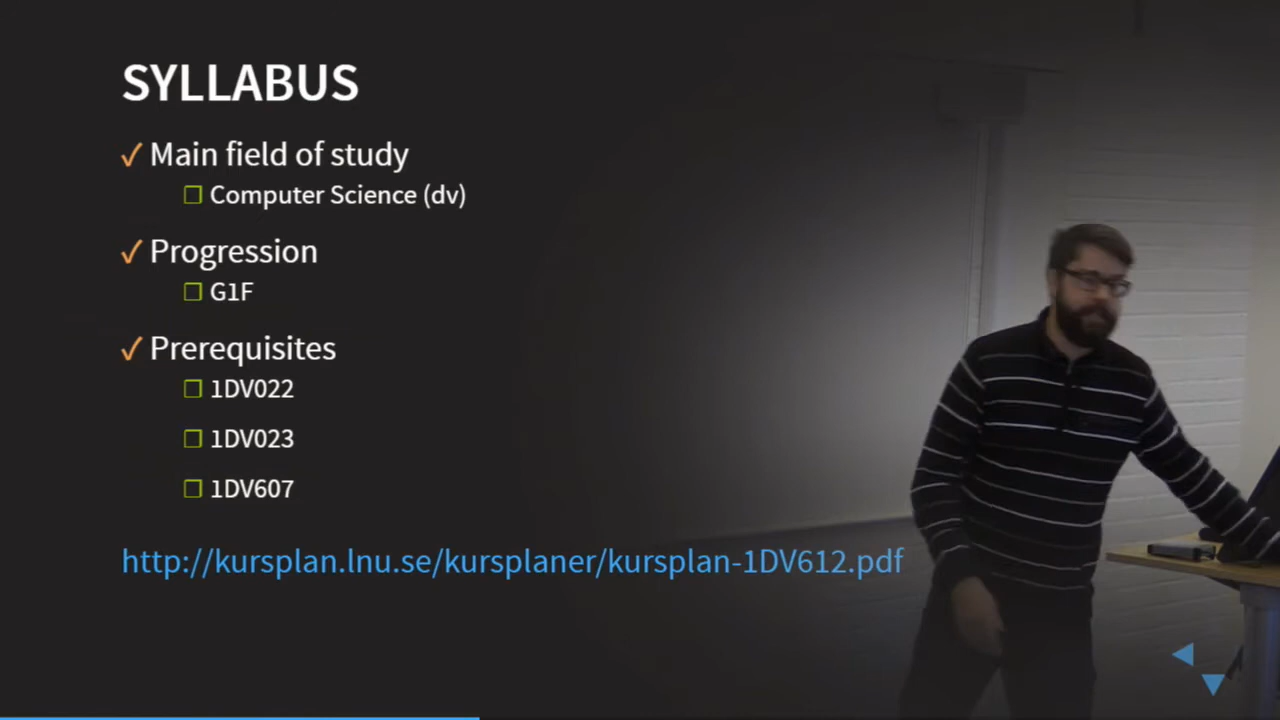 SYLLABUS
✓ Main field of study
❐ Computer Science (dv)
✓ Progression
❐ G1F
✓ Prerequisites
❐ 1DV022
❐ 1DV023
❐ 1DV607
http://kursplan.lnu.se/kursplaner/kursplan-1DV612.pdf